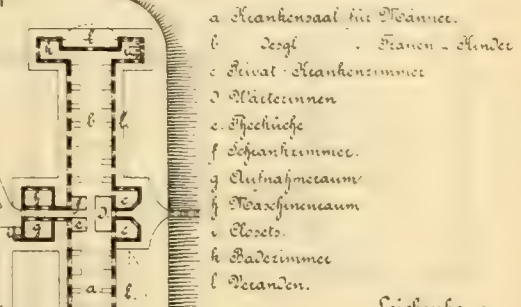 a Krankensaal für Männer.
b Desgl. . Frauen - Kinder
c Privat-Krankenzimmer
d Wärterinnen
e. Theeküche
f Schrankzimmer.
g Aufnahmeraum
h Maschinenraum
i Closets.
k Badezimmer
l Veranden.